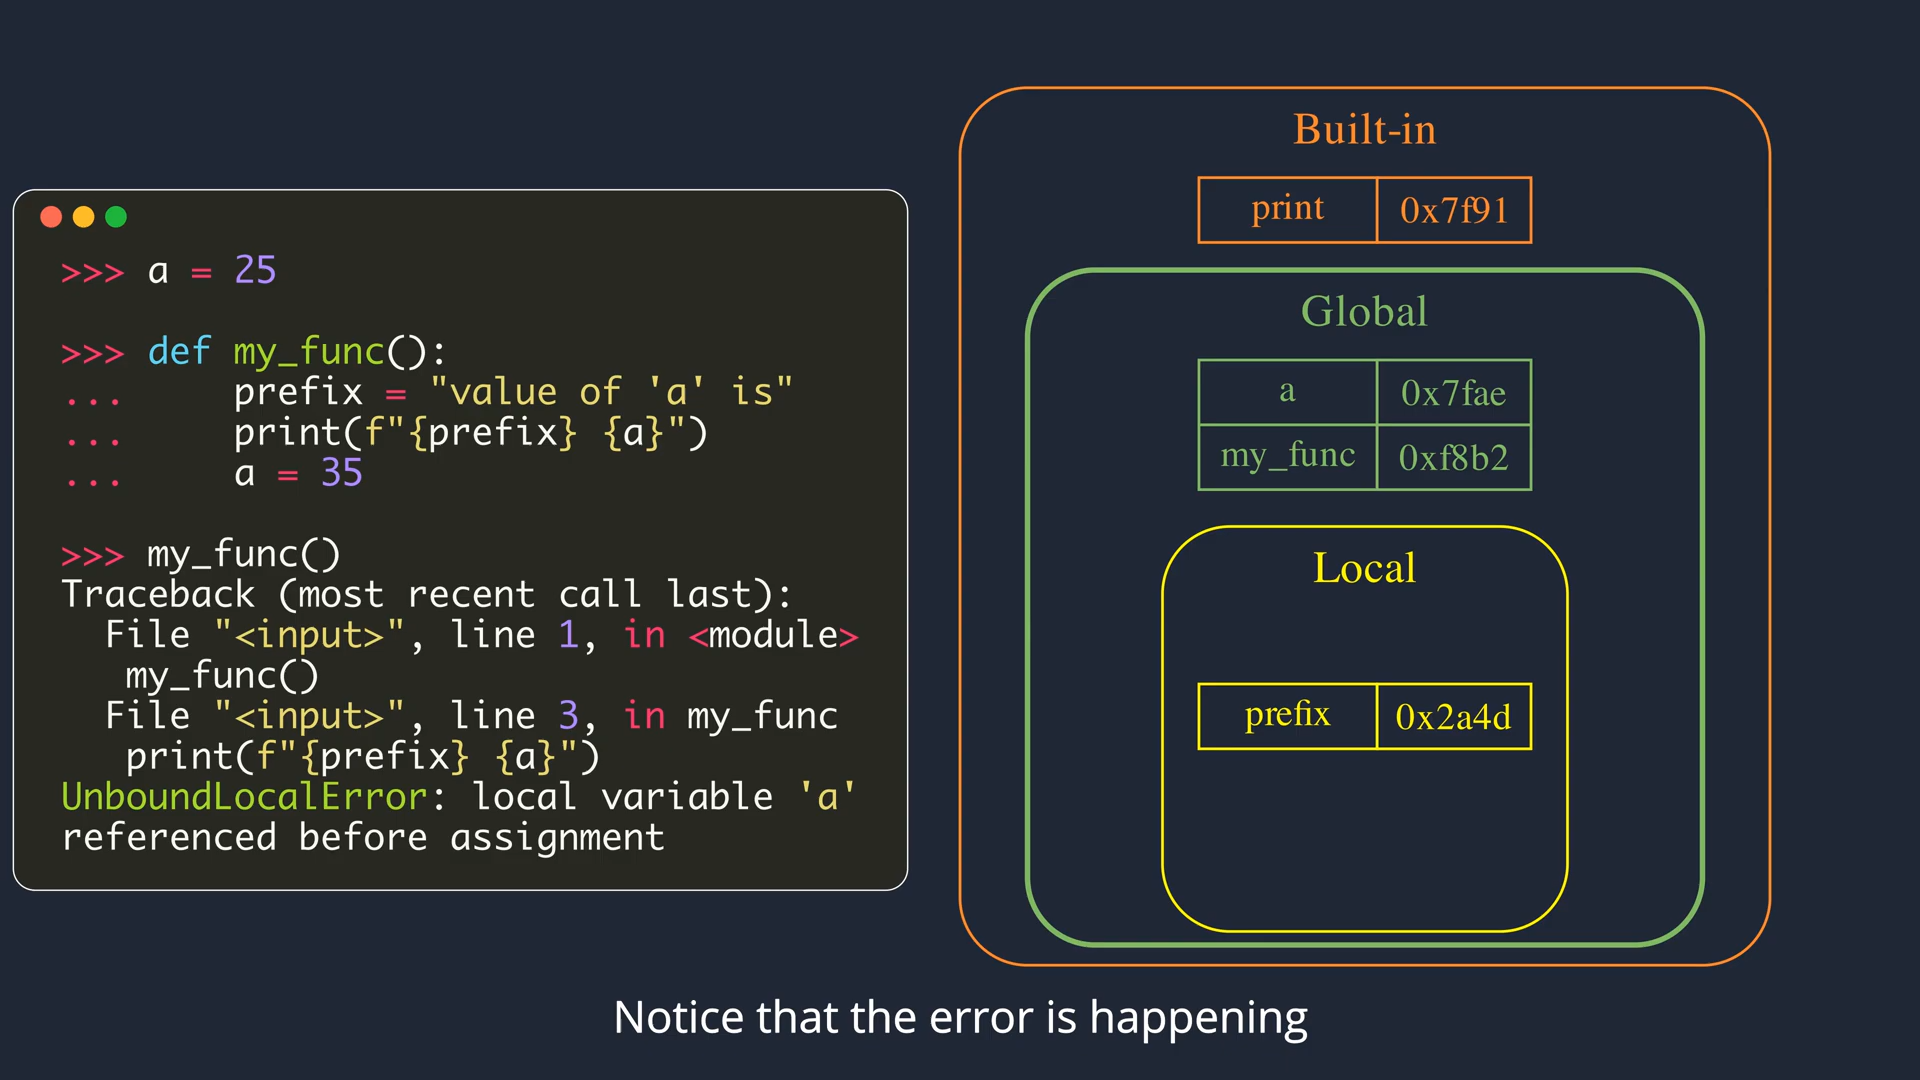 >>> a = 25
>>> def my_func():
...     prefix = "value of 'a' is"
...     print(f"{prefix} {a}")
...     a = 35
>>> my_func()
Traceback (most recent call last):
  File "<input>", line 1, in <module>
   my_func()
  File "<input>", line 3, in my_func
   print(f"{prefix} {a}")
UnboundLocalError: local variable 'a'
referenced before assignment
Built-in
print 0x7f91
Global
a 0x7fae
my_func 0xf8b2
Local
prefix 0x2a4d
Notice that the error is happening